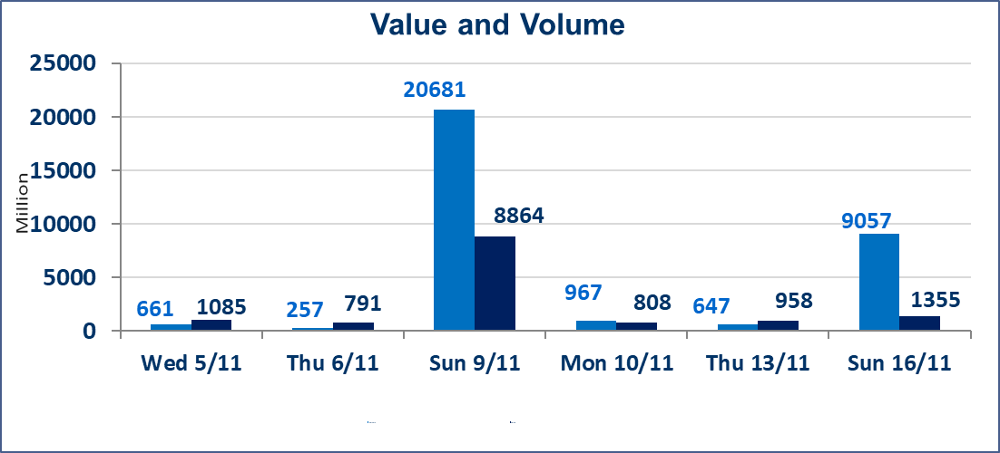 Value and Volume
25000
20000
15000
10000
5000
0
Million
661
1085
257
791
20681
8864
967
808
647
958
9057
1355
Wed 5/11
Thu 6/11
Sun 9/11
Mon 10/11
Thu 13/11
Sun 16/11